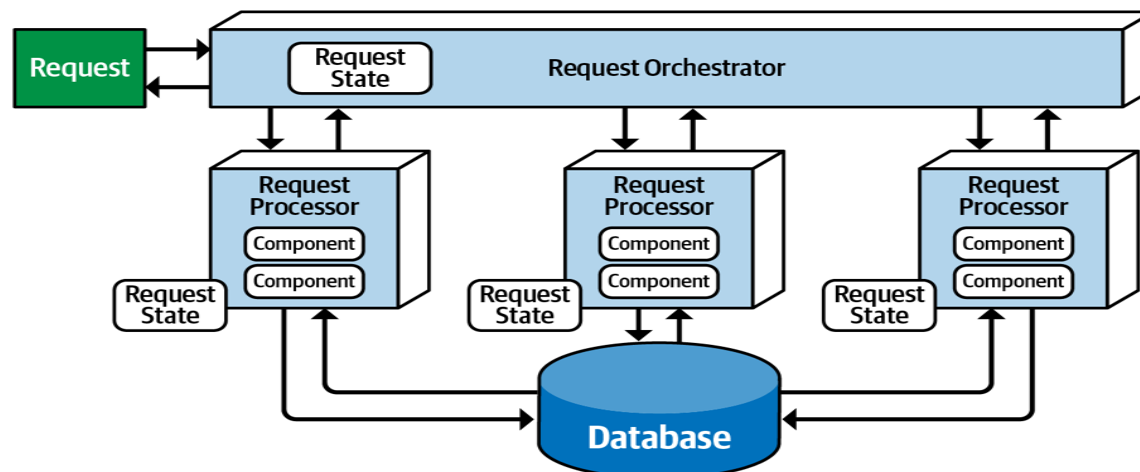 Request
Request
State
Request Orchestrator
Request
Processor
Component
Component
Request
State
Request
Processor
Component
Component
Request
State
Request
Processor
Component
Component
Request
State
Database